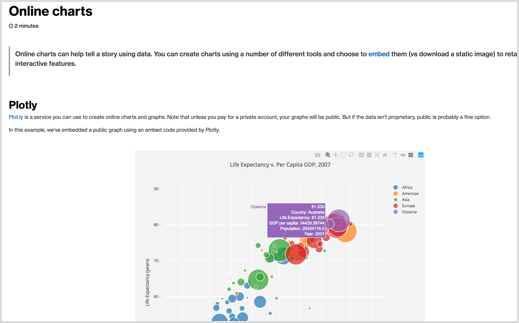 Online charts
2 minutes
Online charts can help tell a story using data. You can create charts using a number of different tools and choose to embed them (vs download a static image) to reta
interactive features.
Plotly
Plot.ly is a service you can use to create online charts and graphs. Note that unless you pay for a private account, your graphs will be public. But if the data isn't proprietary, public is probably a fine option.
In this example, we've embedded a public graph using an embed code provided by Plotly.
Life Expectancy v. Per Capita GDP, 2007
Oceania
81.235
Country: Australia
Life Expectancy: 81.235
GDP per capita: 34435.36744
Population: 20434176.0
Year: 2007
Africa
Americas
Asia
Europe
Oceania
Life Expectancy (years)
70
60